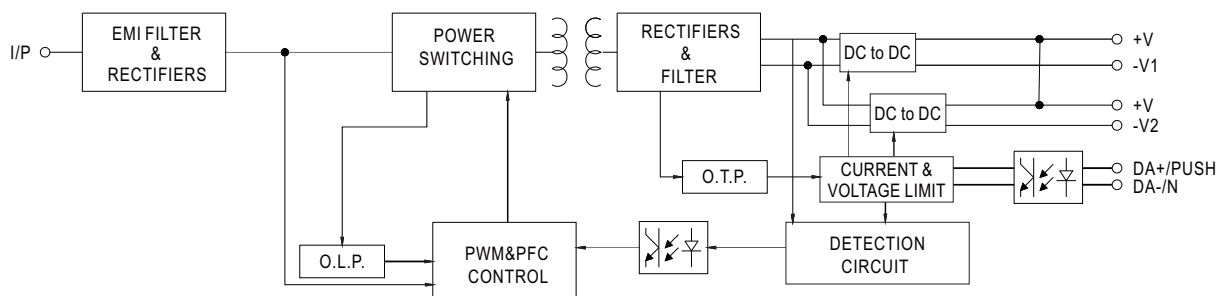 I/P
EMI FILTER
&
RECTIFIERS
POWER
SWITCHING
RECTIFIERS
&
FILTER
DC to DC
+V
-V1
DC to DC
+V
-V2
O.T.P.
CURRENT &
VOLTAGE LIMIT
DA+/PUSH
DA-/N
O.L.P.
PWM&PFC
CONTROL
DETECTION
CIRCUIT